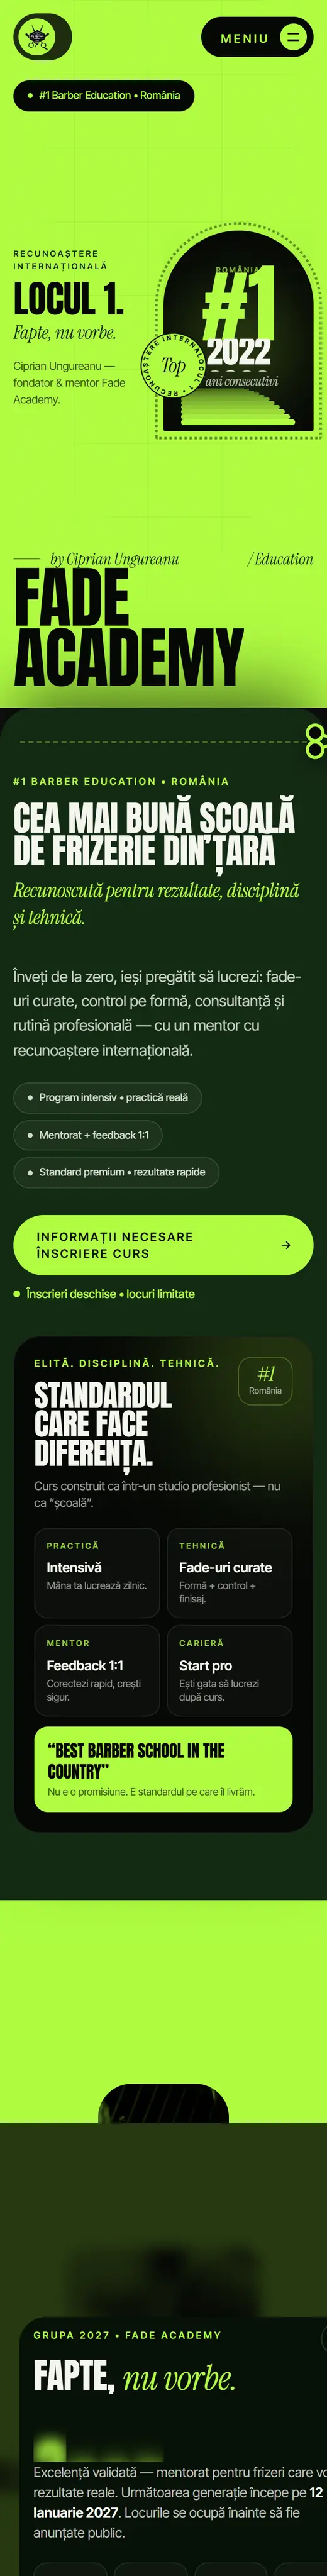 MENIU
#1 Barber Education • România
RECUNOAȘTERE
INTERNAȚIONALĂ
LOCUL 1.
Fapte, nu vorbe.
Ciprian Ungureanu —
fondator & mentor Fade
Academy.
ROMÂNIA
#1
2022
ani consecutivi
Top
by Ciprian Ungureanu
/ Education
FADE
ACADEMY
#1 BARBER EDUCATION • ROMÂNIA
CEA MAI BUNĂ ȘCOALĂ
DE FRIZERIE DIN ȚARĂ
Recunoscută pentru rezultate, disciplină
și tehnică.
Înveți de la zero, ieși pregătit să lucrezi: fade-
uri curate, control pe formă, consultanță și
rutină profesională — cu un mentor cu
recunoaștere internațională.
Program intensiv • practică reală
Mentorat + feedback 1:1
Standard premium • rezultate rapide
INFORMAȚII NECESARE
ÎNSCRIERE CURS
Înscrieri deschise • locuri limitate
ELITĂ. DISCIPLINĂ. TEHNICĂ.
#1
România
STANDARDUL
CARE FACE
DIFERENȚA.
Curs construit ca într-un studio profesionist — nu
ca “școală”.
PRACTICĂ
Intensivă
Mâna ta lucrează zilnic.
TEHNICĂ
Fade-uri curate
Formă + control +
finisaj.
MENTOR
Feedback 1:1
Corectezi rapid, crești
sigur.
CARIERĂ
Start pro
Ești gata să lucrezi
după curs.
“BEST BARBER SCHOOL IN THE
COUNTRY”
Nu e o promisiune. E standardul pe care îl livrăm.
GRUPA 2027 • FADE ACADEMY
FAPTE, nu vorbe.
Excelență validată — mentorat pentru frizeri care vo
rezultate reale. Următoarea generație începe pe 12
Ianuarie 2027. Locurile se ocupă înainte să fie
anunțate public.